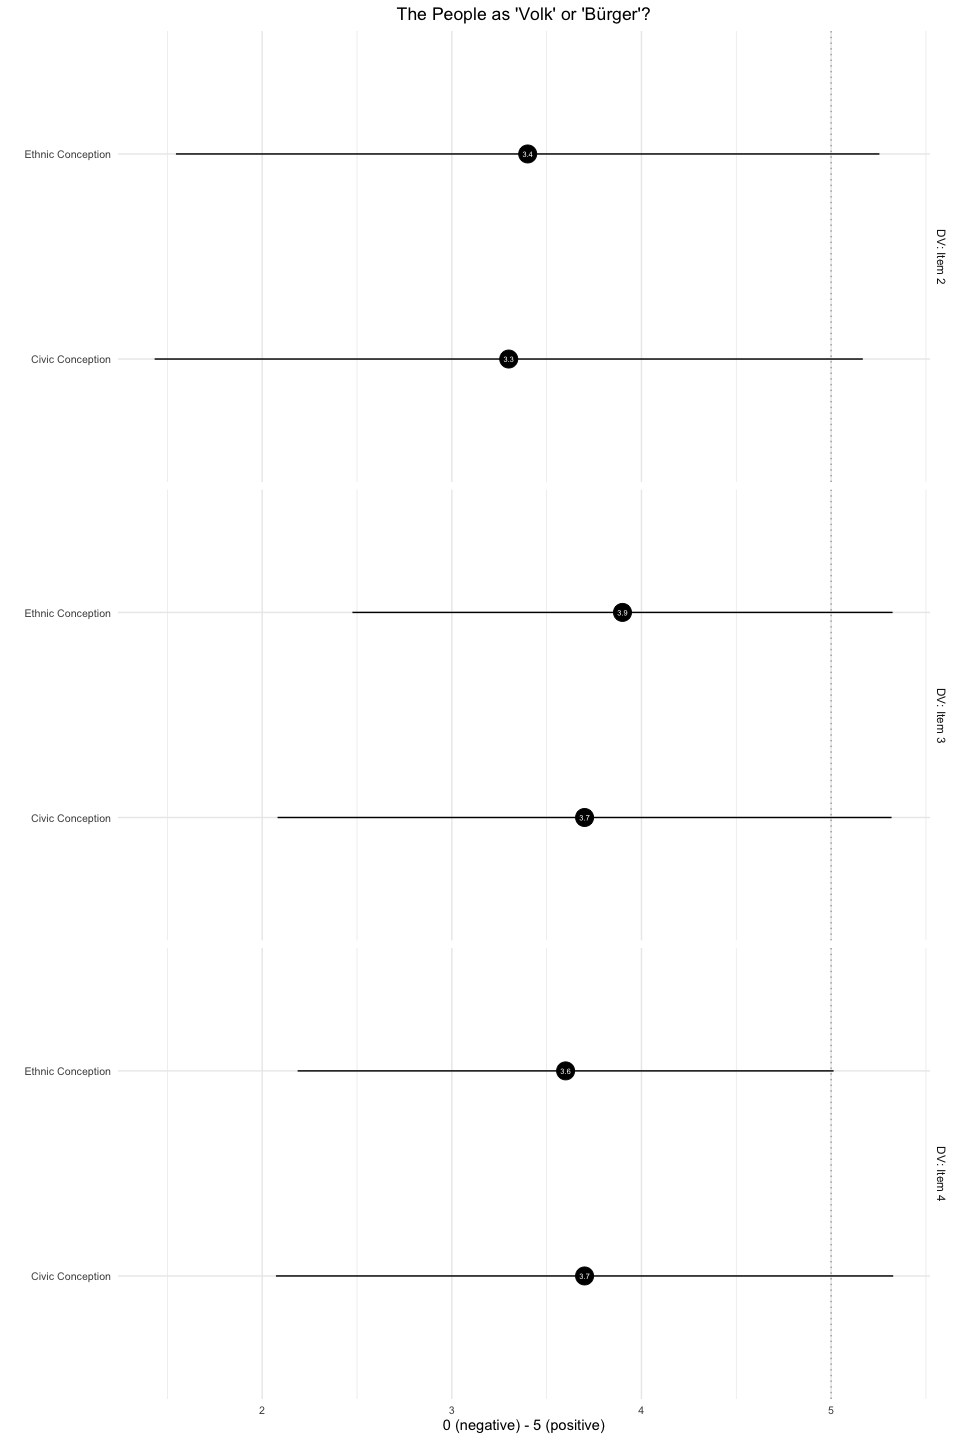 The People as 'Volk' or 'Bürger'?
Ethnic Conception
3.4
DV: Item 2
Civic Conception
3.3
Ethnic Conception
3.9
DV: Item 3
Civic Conception
3.7
Ethnic Conception
3.6
DV: Item 4
Civic Conception
3.7
2 3 4 5
0 (negative) - 5 (positive)